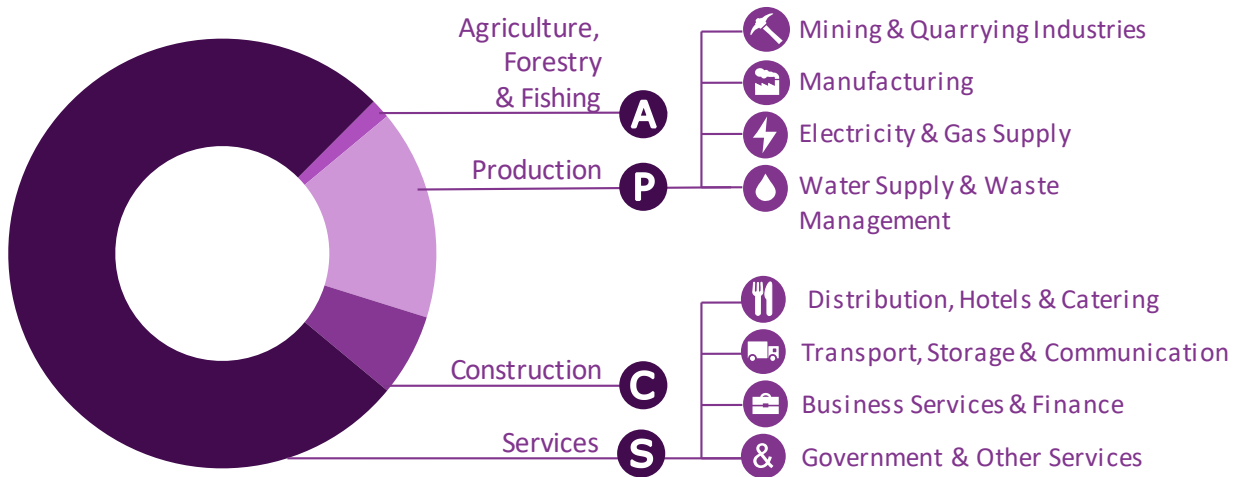 Agriculture,
Forestry
& Fishing
A
Production
P
Mining & Quarrying Industries
Manufacturing
Electricity & Gas Supply
Water Supply & Waste
Management
Construction
C
Services
S
Distribution, Hotels & Catering
Transport, Storage & Communication
Business Services & Finance
&
Government & Other Services